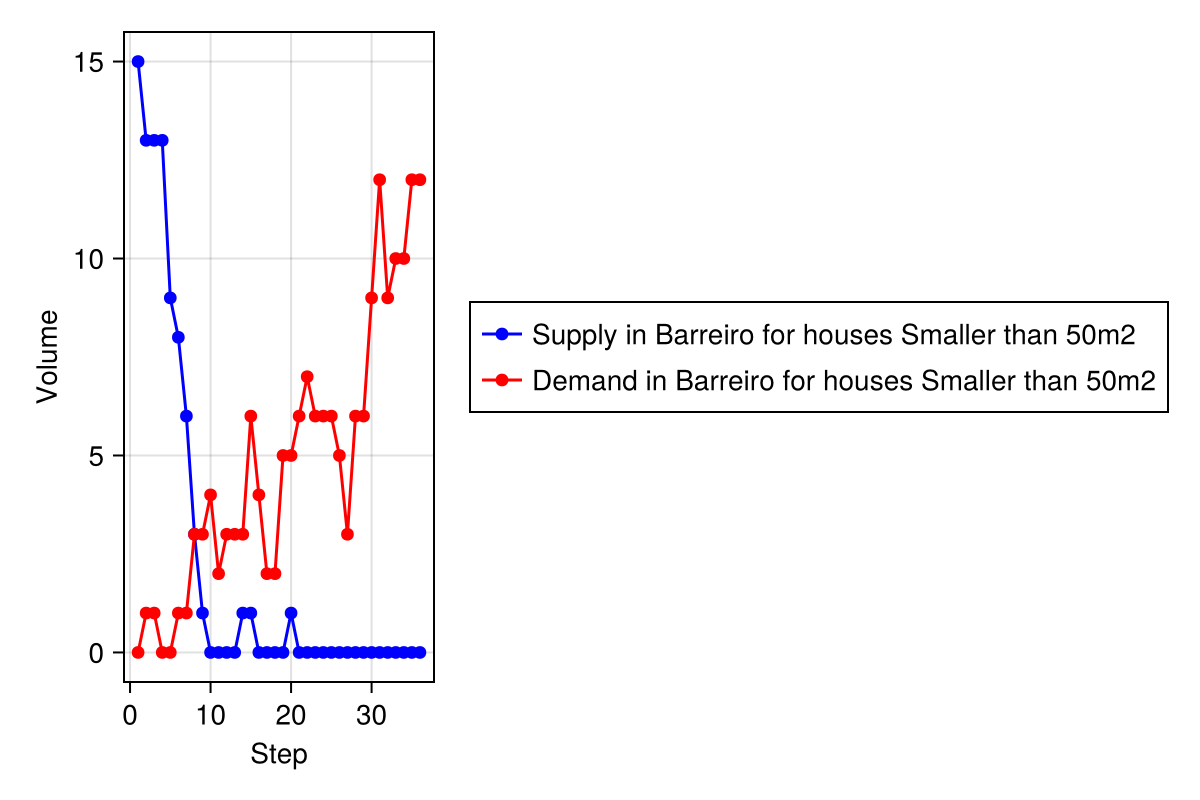 15
10
5
0
Volume
0 10 20 30
Step
Supply in Barreiro for houses Smaller than 50m2
Demand in Barreiro for houses Smaller than 50m2